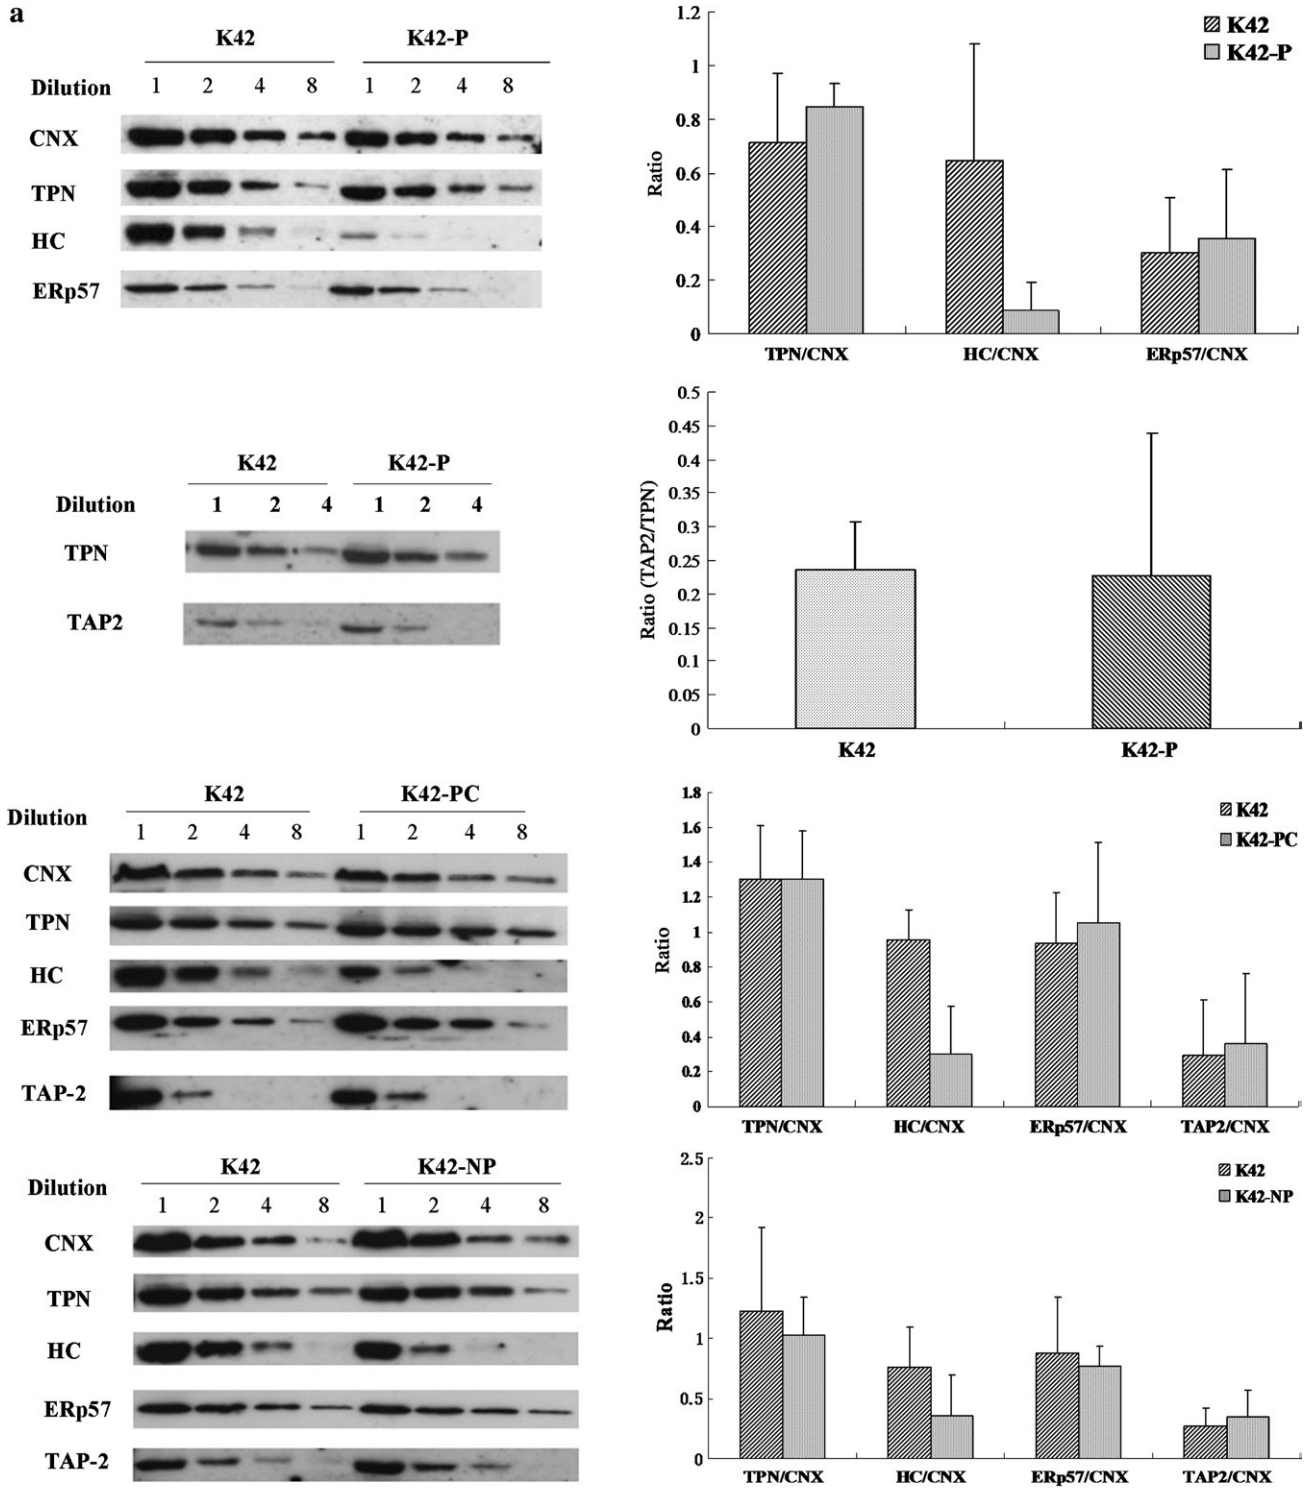 a
K42 K42-P
Dilution 1 2 4 8 1 2 4 8
CNX
TPN
HC
ERp57
1.2
1
0.8
0.6
0.4
0.2
0
Ratio
K42
K42-P
TPN/CNX HC/CNX ERp57/CNX
K42 K42-P
Dilution 1 2 4 1 2 4
TPN
TAP2
0.5
0.45
0.4
0.35
0.3
0.25
0.2
0.15
0.1
0.05
0
Ratio (TAP2/TPN)
K42 K42-P
K42 K42-PC
Dilution 1 2 4 8 1 2 4 8
CNX
TPN
HC
ERp57
TAP-2
1.8
1.6
1.4
1.2
1
0.8
0.6
0.4
0.2
0
Ratio
K42
K42-PC
TPN/CNX HC/CNX ERp57/CNX TAP2/CNX
K42 K42-NP
Dilution 1 2 4 8 1 2 4 8
CNX
TPN
HC
ERp57
TAP-2
2.5
2
1.5
1
0.5
0
Ratio
K42
K42-NP
TPN/CNX HC/CNX ERp57/CNX TAP2/CNX